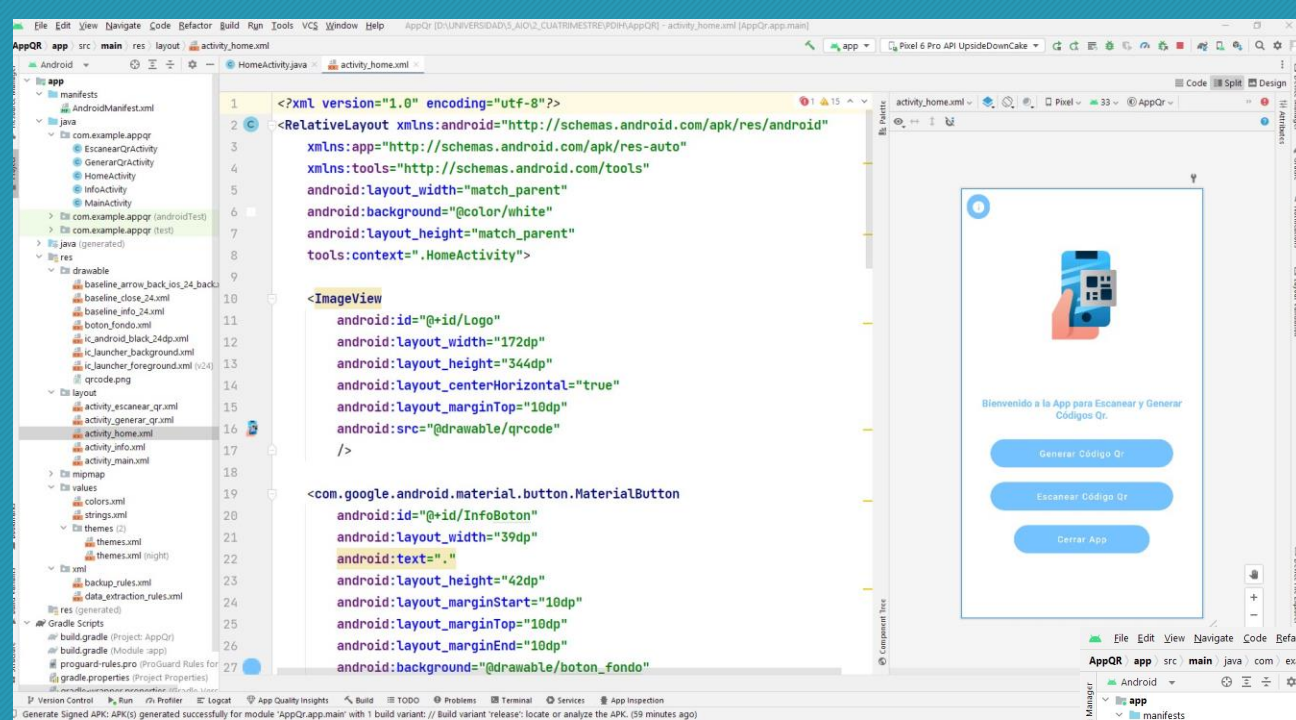 File Edit View Navigate Code Refactor Build Run Tools VCS Window Help AppQr [D:\UNIVERSIDAD\5_AIO\2_CUATRIMESTRE\PDIH\AppQR] - activity_home.xml [AppQr.app.main]
AppQR app src main res layout activity_home.xml
app Pixel 6 Pro API UpsideDownCake
Android
HomeActivity.java activity_home.xml
Code Split Design
app
manifests
AndroidManifest.xml
java
com.example.appqr
EscanearQrActivity
GenerarQrActivity
HomeActivity
InfoActivity
MainActivity
com.example.appqr (androidTest)
com.example.appqr (test)
java (generated)
res
drawable
baseline_arrow_back_ios_24_back.
baseline_close_24.xml
baseline_info_24.xml
boton_fondo.xml
ic_android_black_24dp.xml
ic_launcher_background.xml
ic_launcher_foreground.xml (v24)
qrcode.png
layout
activity_escanear_qr.xml
activity_generar_qr.xml
activity_home.xml
activity_info.xml
activity_main.xml
mipmap
values
colors.xml
strings.xml
themes (2)
themes.xml
themes.xml (night)
xml
backup_rules.xml
data_extraction_rules.xml
res (generated)
Gradle Scripts
build.gradle (Project: AppQr)
build.gradle (Module :app)
proguard-rules.pro (ProGuard Rules for
gradle.properties (Project Properties)
1 <?xml version="1.0" encoding="utf-8"?>
1 15
2 <RelativeLayout xmlns:android="http://schemas.android.com/apk/res/android"
3 xmlns:app="http://schemas.android.com/apk/res-auto"
4 xmlns:tools="http://schemas.android.com/tools"
5 android:layout_width="match_parent"
6 android:background="@color/white"
7 android:layout_height="match_parent"
8 tools:context=".HomeActivity">
9
10 <ImageView
11 android:id="@+id/Logo"
12 android:layout_width="172dp"
13 android:layout_height="344dp"
14 android:layout_centerHorizontal="true"
15 android:layout_marginTop="10dp"
16 android:src="@drawable/qrcode"
17 />
18
19 <com.google.android.material.button.MaterialButton
20 android:id="@+id/InfoBoton"
21 android:layout_width="39dp"
22 android:text="."
23 android:layout_height="42dp"
24 android:layout_marginStart="10dp"
25 android:layout_marginTop="10dp"
26 android:layout_marginEnd="10dp"
27 android:background="@drawable/boton_fondo"
Palette
Component Tree
Attributes
activity_home.xml Pixel 33 AppQr
Bienvenido a la App para Escanear y Generar
Códigos Qr.
Generar Código Qr
Escanear Código Qr
Cerrar App
Version Control Run Profiler Logcat App Quality Insights Build TODO Problems Terminal Services App Inspection
Generate Signed APK: APK(s) generated successfully for module 'AppQr.app.main' with 1 build variant: // Build variant 'release': locate or analyze the APK. (59 minutes ago)
File Edit View Navigate Code Refa
AppQR app src main java com ex
Android
app
manifests